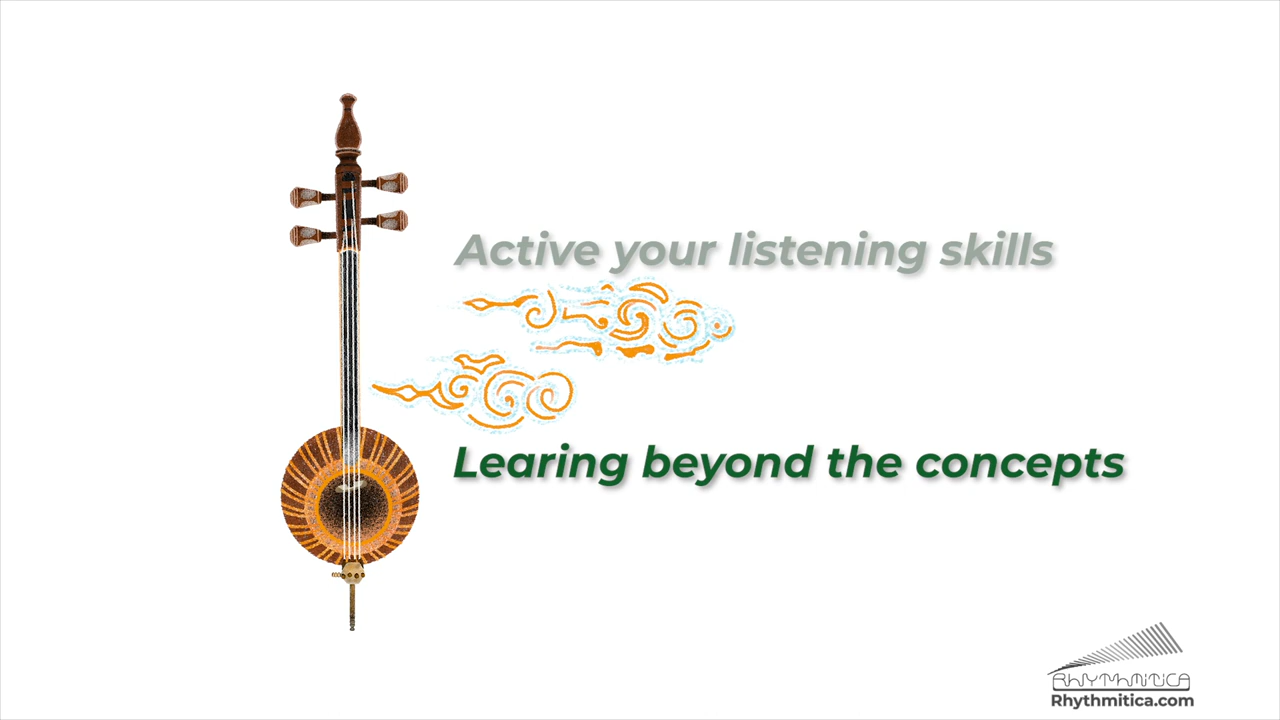 Active your listening skills
Learing beyond the concepts
RHYTHMITICA
Rhythmitica.com